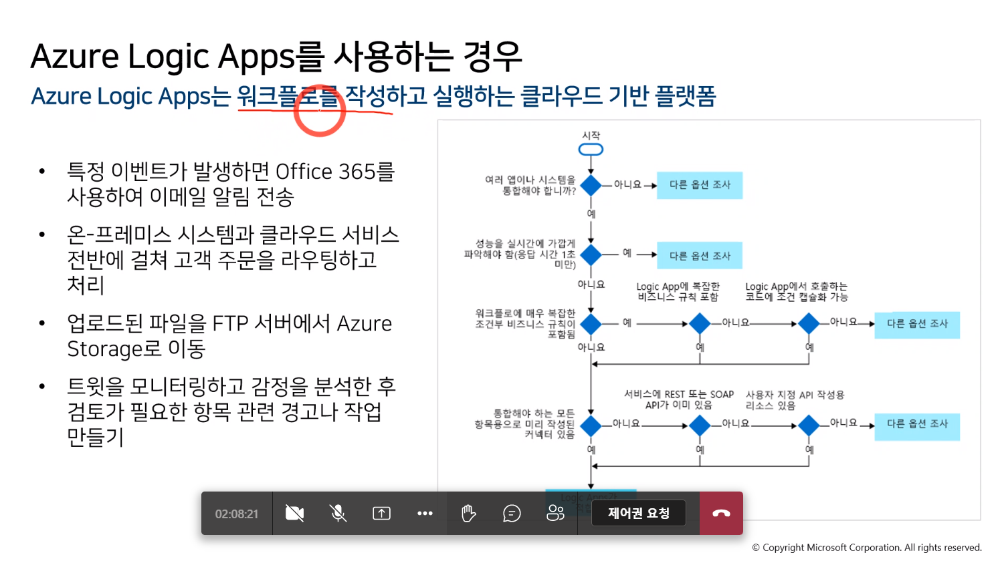 Azure Logic Apps를 사용하는 경우
Azure Logic Apps는 워크플로를 작성하고 실행하는 클라우드 기반 플랫폼
• 특정 이벤트가 발생하면 Office 365를
사용하여 이메일 알림 전송
• 온-프레미스 시스템과 클라우드 서비스
전반에 걸쳐 고객 주문을 라우팅하고
처리
• 업로드된 파일을 FTP 서버에서 Azure
Storage로 이동
• 트윗을 모니터링하고 감정을 분석한 후
검토가 필요한 항목 관련 경고나 작업
만들기
시작
여러 앱이나 시스템을
통합해야 합니까?
아니요
다른 옵션 조사
예
성능을 실시간에 가깝게
파악해야 함(응답 시간 1초
미만)
예
다른 옵션 조사
아니요
Logic App에 복잡한
비즈니스 규칙 포함
Logic App에서 호출하는
코드에 조건 캡슐화 가능
워크플로에 매우 복잡한
조건부 비즈니스 규칙이
포함됨
예
아니요
아니요
다른 옵션 조사
아니요
예
예
서비스에 REST 또는 SOAP
API가 이미 있음
사용자 지정 API 작성용
리소스 있음
통합해야 하는 모든
항목용으로 미리 작성된
커넥터 있음
아니요
아니요
아니요
다른 옵션 조사
예
예
예
Logic Apps가
02:08:21
제어권 요청
© Copyright Microsoft Corporation. All rights reserved.